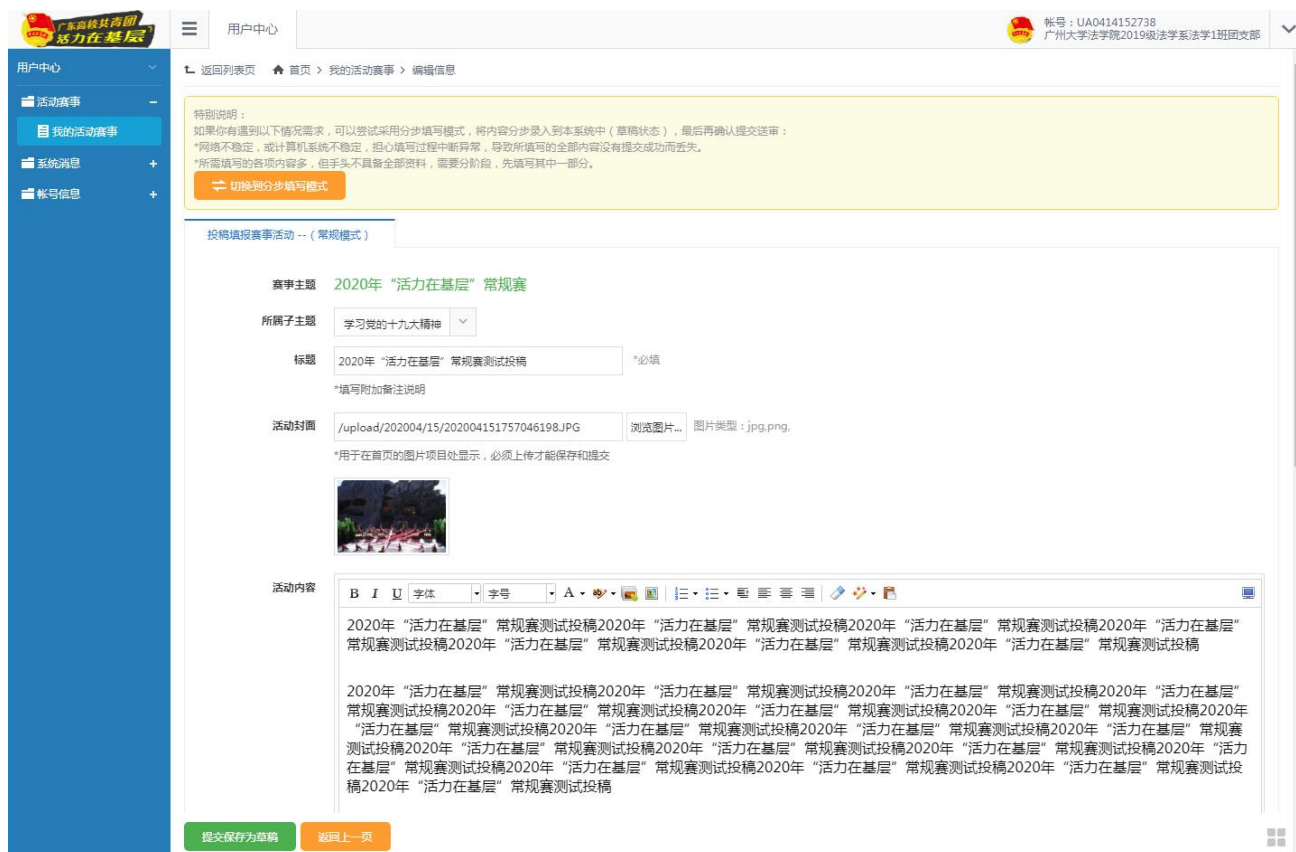 广东高校共青团
活力在基层
用户中心
帐号：UA0414152738
广州大学法学院2019级法学系法学1班团支部
用户中心
活动赛事
我的活动赛事
系统消息
帐号信息
返回列表页 首页 > 我的活动赛事 > 编辑信息
特别说明：
如果你有遇到以下情况需求，可以尝试采用分步填写模式，将内容分步录入到本系统中（草稿状态），最后再确认提交送审：
*网络不稳定，或计算机系统不稳定，担心填写过程中断异常，导致所填写的全部内容没有提交成功而丢失。
*所需填写的各项内容多，但手头不具备全部资料，需要分阶段，先填写其中一部分。
切换到分步填写模式
投稿填报赛事活动 --（常规模式）
赛事主题 2020年“活力在基层”常规赛
所属子主题 学习党的十九大精神
标题 2020年“活力在基层”常规赛测试投稿 *必填
*填写附加备注说明
活动封面 /upload/202004/15/202004151757046198.JPG 浏览图片... 图片类型：jpg,png,
*用于在首页的图片项目处显示，必须上传才能保存和提交
活动内容
B I U 字体 字号 A
2020年“活力在基层”常规赛测试投稿2020年“活力在基层”常规赛测试投稿2020年“活力在基层”常规赛测试投稿2020年“活力在基层”
常规赛测试投稿2020年“活力在基层”常规赛测试投稿2020年“活力在基层”常规赛测试投稿2020年“活力在基层”常规赛测试投稿
2020年“活力在基层”常规赛测试投稿2020年“活力在基层”常规赛测试投稿2020年“活力在基层”常规赛测试投稿2020年“活力在基层”
常规赛测试投稿2020年“活力在基层”常规赛测试投稿2020年“活力在基层”常规赛测试投稿2020年“活力在基层”常规赛测试投稿2020年
“活力在基层”常规赛测试投稿2020年“活力在基层”常规赛测试投稿2020年“活力在基层”常规赛测试投稿2020年“活力在基层”常规赛
测试投稿2020年“活力在基层”常规赛测试投稿2020年“活力在基层”常规赛测试投稿2020年“活力在基层”常规赛测试投稿2020年“活力
在基层”常规赛测试投稿2020年“活力在基层”常规赛测试投稿2020年“活力在基层”常规赛测试投稿2020年“活力在基层”常规赛测试投
稿2020年“活力在基层”常规赛测试投稿
提交保存为草稿 返回上一页